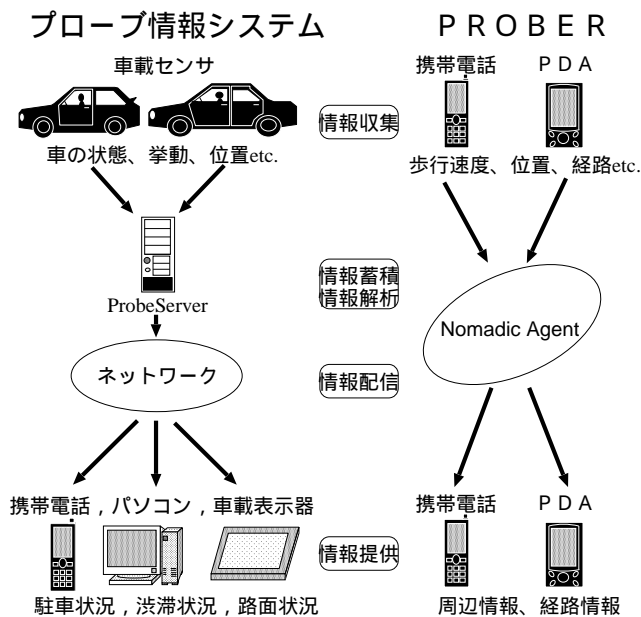 プローブ情報システム
PROBER
車載センサ
携帯電話
PDA
情報収集
車の状態、挙動、位置etc.
歩行速度、位置、経路etc.
ProbeServer
情報蓄積
情報解析
Nomadic Agent
ネットワーク
情報配信
携帯電話,パソコン,車載表示器
携帯電話
PDA
情報提供
駐車状況,渋滞状況,路面状況
周辺情報、経路情報